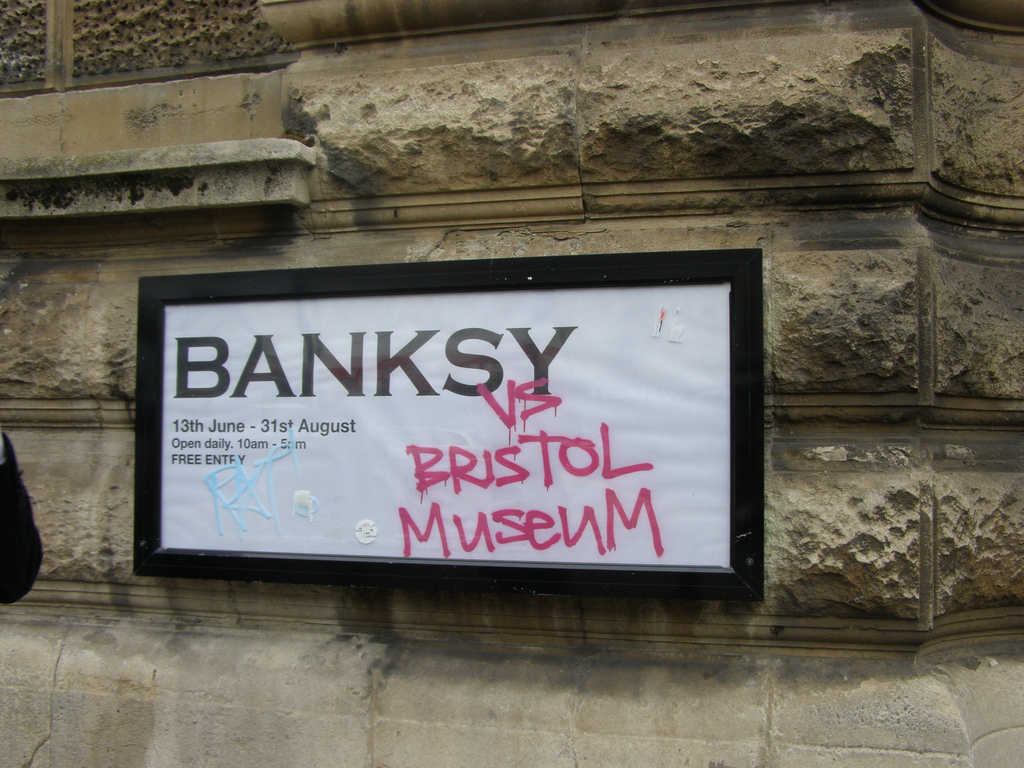 BANKSY
VS
13th June - 31st August
Open daily. 10am - 5pm
FREE ENTRY
BRISTOL
MUSEUM